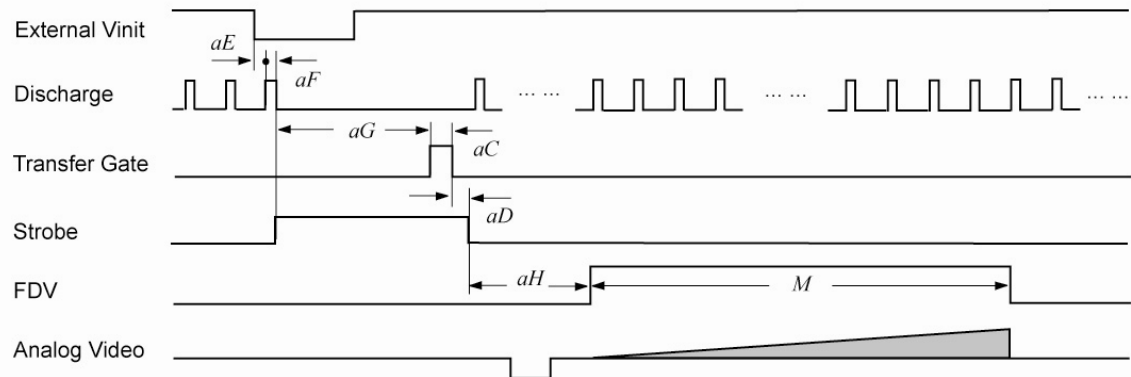 External Vinit
aE
aF
Discharge
... ...
... ...
... ...
aG
aC
Transfer Gate
aD
Strobe
aH
M
FDV
Analog Video